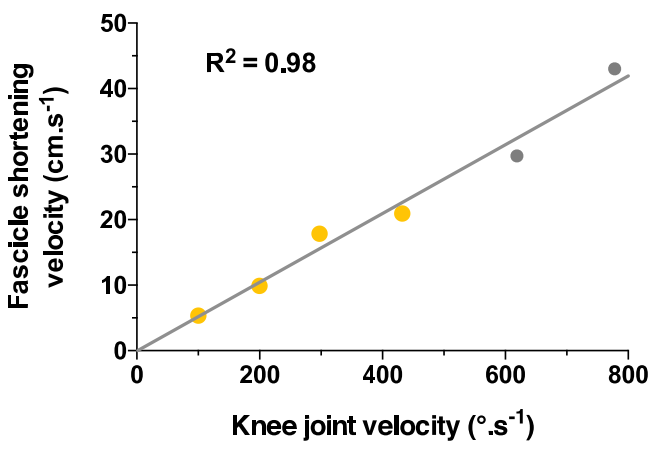 50
R² = 0.98
40
30
20
10
0
Fascicle shortening
velocity (cm.s⁻¹)
0 200 400 600 800
Knee joint velocity (°.s⁻¹)